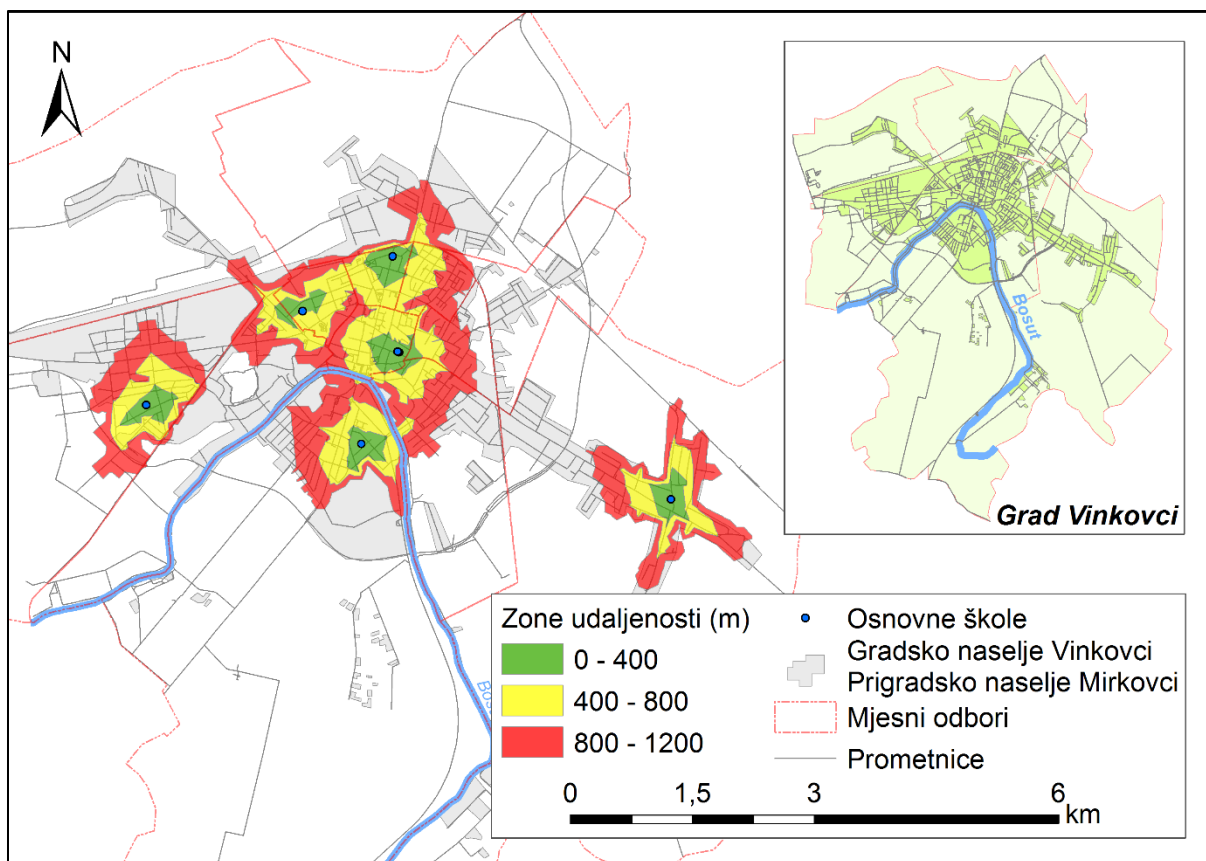 N
Bosut
Grad Vinkovci
Zone udaljenosti (m)
0 - 400
400 - 800
800 - 1200
Osnovne škole
Gradsko naselje Vinkovci
Prigradsko naselje Mirkovci
Mjesni odbori
Prometnice
0 1,5 3 6
km